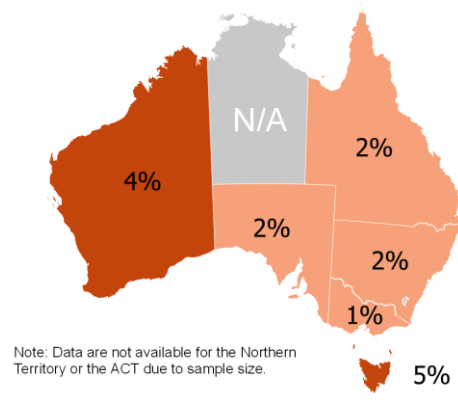 N/A
2%
4%
2%
2%
1%
Note: Data are not available for the Northern
Territory or the ACT due to sample size.
5%